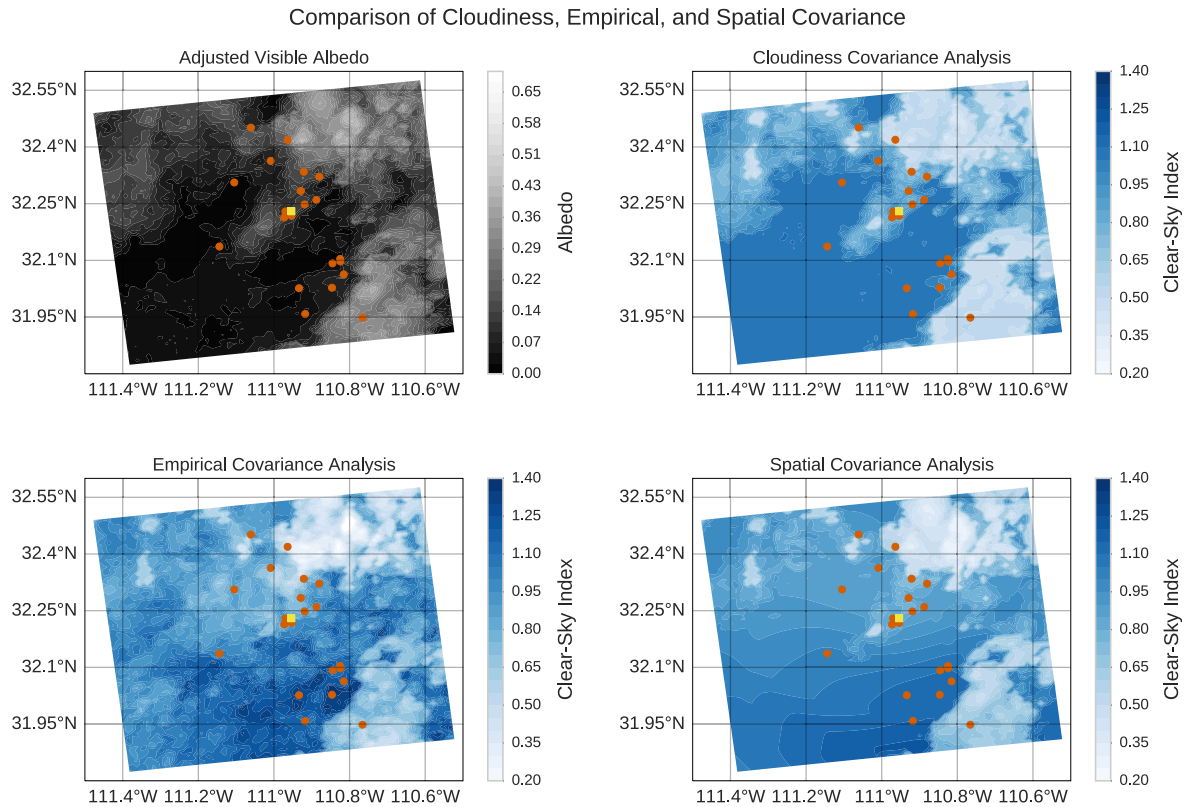 Comparison of Cloudiness, Empirical, and Spatial Covariance
Adjusted Visible Albedo
32.55°N
32.4°N
32.25°N
32.1°N
31.95°N
111.4°W 111.2°W 111°W 110.8°W 110.6°W
0.65
0.58
0.51
0.43
0.36
0.29
0.22
0.14
0.07
0.00
Albedo
Cloudiness Covariance Analysis
32.55°N
32.4°N
32.25°N
32.1°N
31.95°N
111.4°W 111.2°W 111°W 110.8°W 110.6°W
1.40
1.25
1.10
0.95
0.80
0.65
0.50
0.35
0.20
Clear-Sky Index
Empirical Covariance Analysis
32.55°N
32.4°N
32.25°N
32.1°N
31.95°N
111.4°W 111.2°W 111°W 110.8°W 110.6°W
1.40
1.25
1.10
0.95
0.80
0.65
0.50
0.35
0.20
Clear-Sky Index
Spatial Covariance Analysis
32.55°N
32.4°N
32.25°N
32.1°N
31.95°N
111.4°W 111.2°W 111°W 110.8°W 110.6°W
1.40
1.25
1.10
0.95
0.80
0.65
0.50
0.35
0.20
Clear-Sky Index